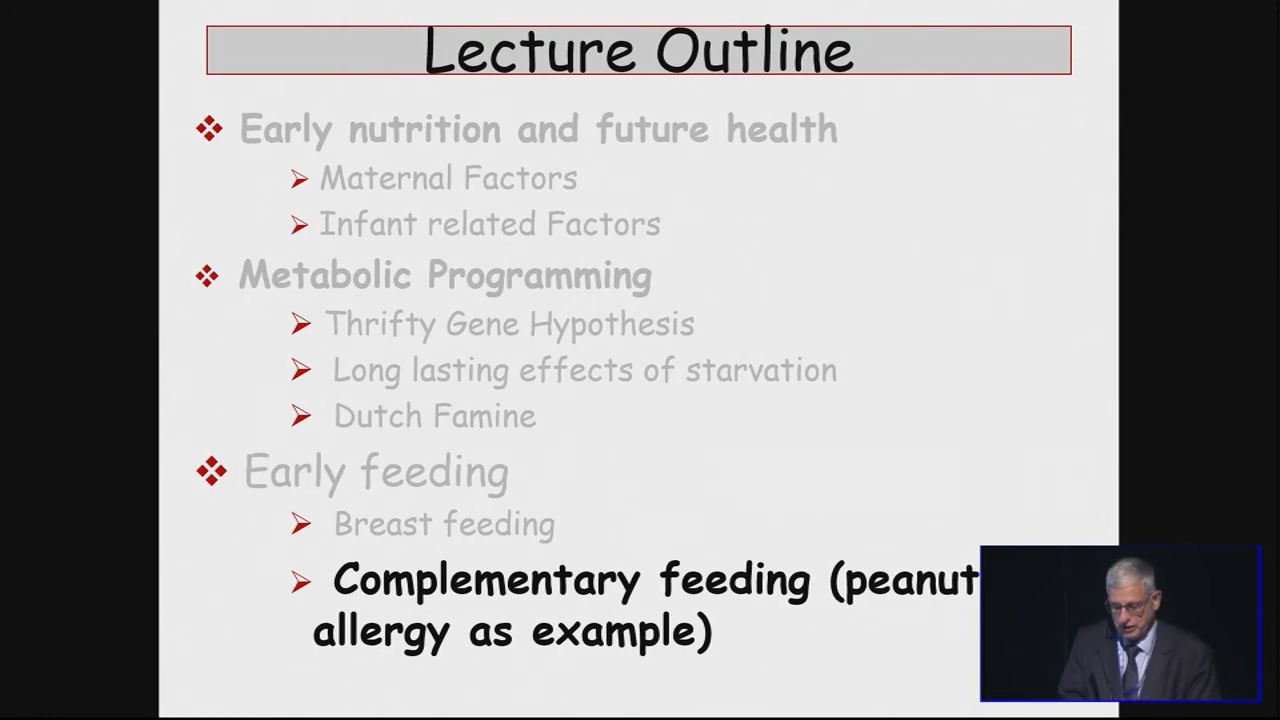 Lecture Outline
Early nutrition and future health
Maternal Factors
Infant related Factors
Metabolic Programming
Thrifty Gene Hypothesis
Long lasting effects of starvation
Dutch Famine
Early feeding
Breast feeding
Complementary feeding (peanut
allergy as example)